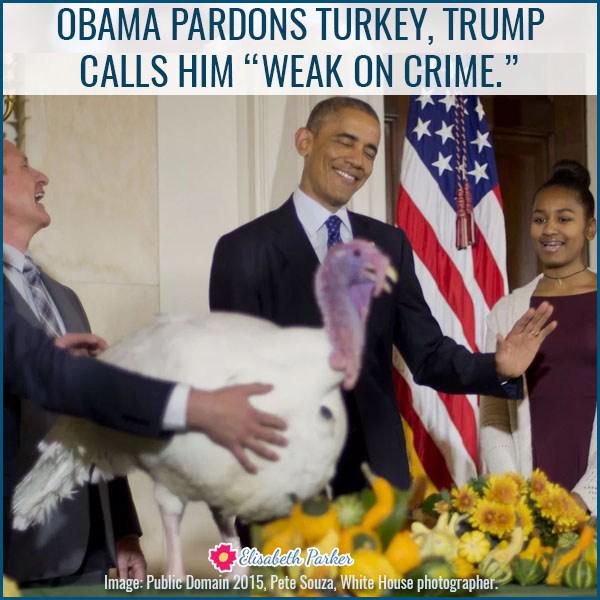 OBAMA PARDONS TURKEY, TRUMP
CALLS HIM “WEAK ON CRIME.”
Elisabeth Parker
Image: Public Domain 2015, Pete Souza, White House photographer.